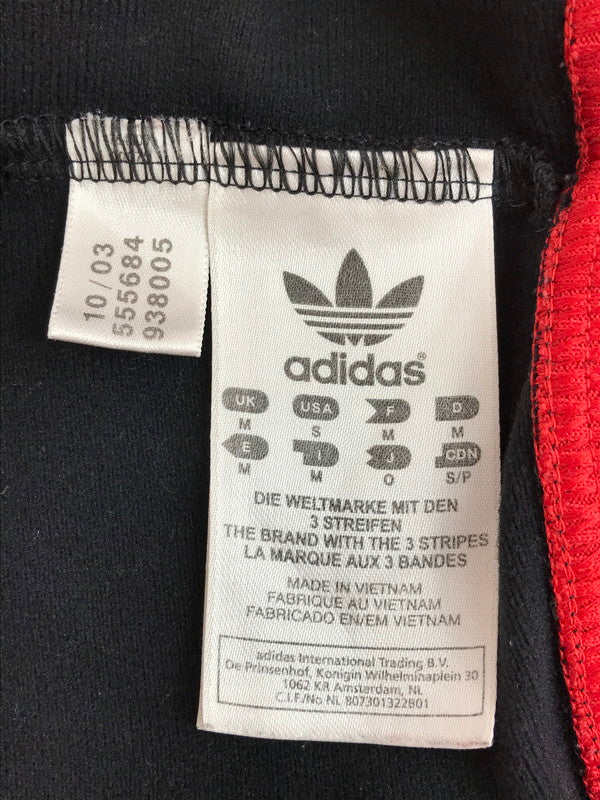 10/03
555684
938005
adidas®
UK USA F D
M S M M
E I J CDN
M M O S/P
DIE WELTMARKE MIT DEN
3 STREIFEN
THE BRAND WITH THE 3 STRIPES
LA MARQUE AUX 3 BANDES
MADE IN VIETNAM
FABRIQUE AU VIETNAM
FABRICADO EN/EM VIETNAM
adidas International Trading B.V.
De Prinsenhof, Konigin Wilhelminaplein 30
1062 KR Amsterdam, NL
C.I.F/No NL 807301322B01